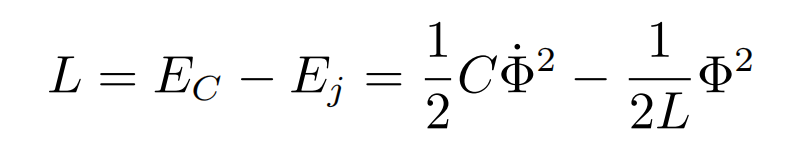 L = E_C − E_j = \frac{1}{2} C \dot{\Phi}^2 − \frac{1}{2L} \Phi^2